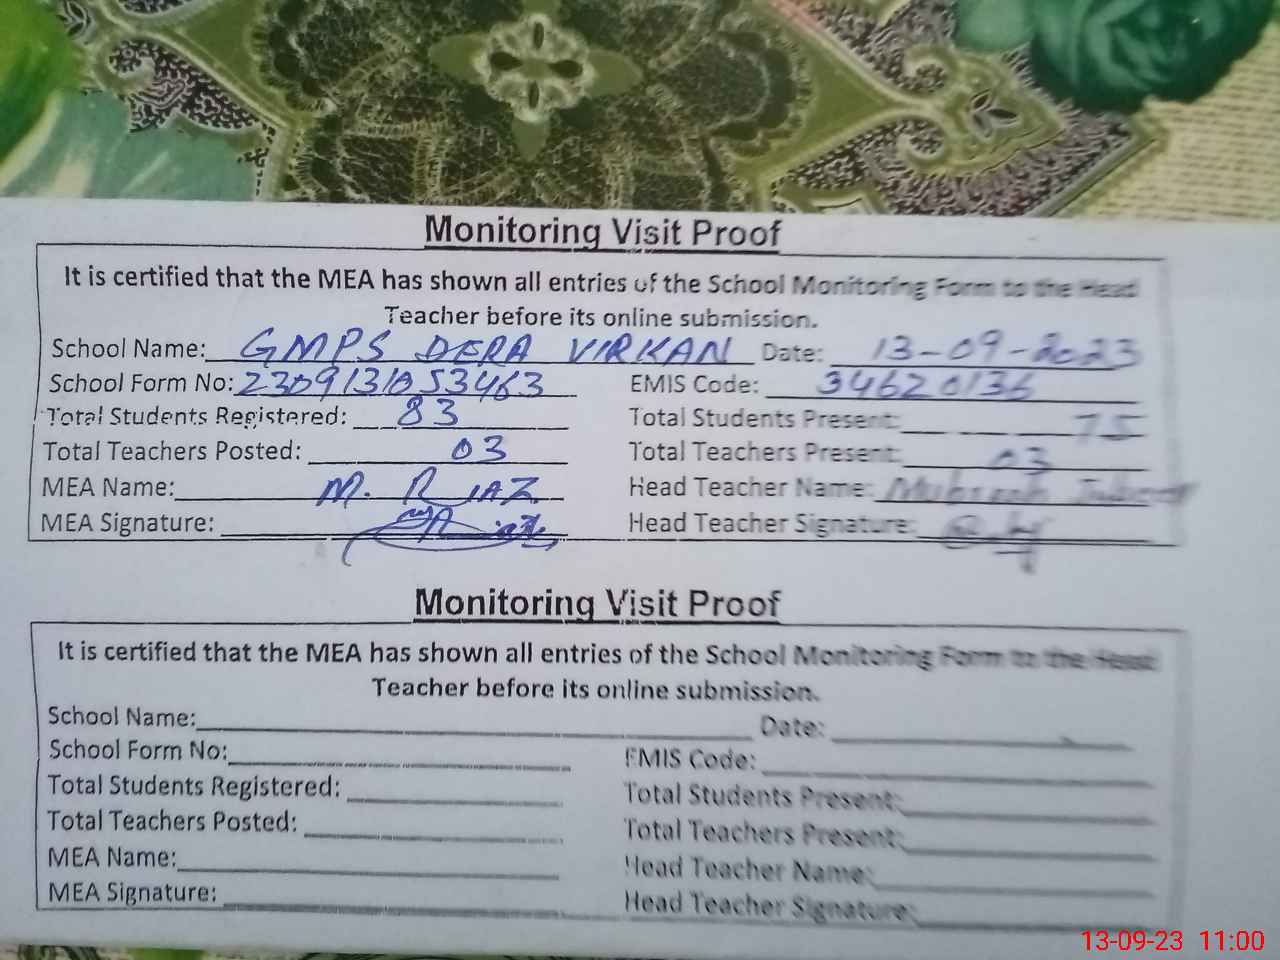 Monitoring Visit Proof
It is certified that the MEA has shown all entries of the School Monitoring Form to the Head
Teacher before its online submission.
School Name: GMPS DERA VIRKAN Date: 13-09-2023
School Form No: EMIS Code: 34620136
Total Students Registered: 83 Total Students Present: 75
Total Teachers Posted: 03 Total Teachers Present: 03
MEA Name: M. RIAZ Head Teacher Name:
MEA Signature: Head Teacher Signature:
Monitoring Visit Proof
It is certified that the MEA has shown all entries of the School Monitoring Form to the Head
Teacher before its online submission.
School Name: Date:
School Form No: EMIS Code:
Total Students Registered: Total Students Present:
Total Teachers Posted: Total Teachers Present:
MEA Name: Head Teacher Name:
MEA Signature: Head Teacher Signature:
13-09-23 11:00